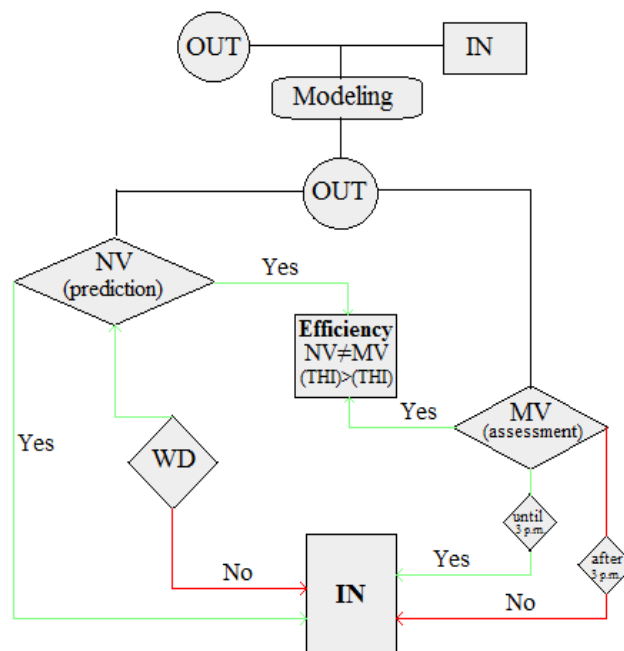 OUT
IN
Modeling
OUT
NV
(prediction)
Yes
Efficiency
NV≠MV
(THI)>(THI)
Yes
MV
(assessment)
Yes
WD
until
3 p.m.
after
3 p.m.
Yes
No
IN
No